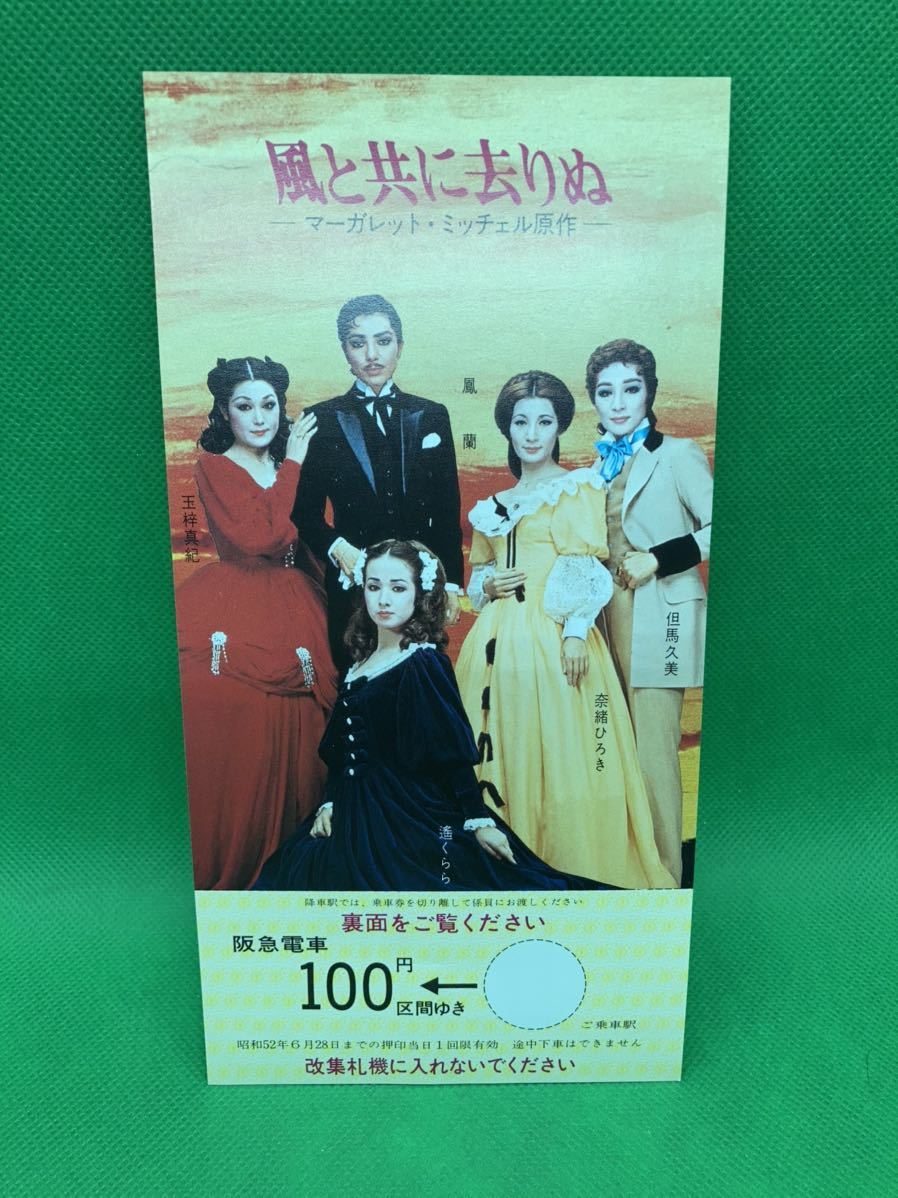 風と共に去りぬ
―マーガレット・ミッチェル原作―
鳳蘭
玉梓真紀
但馬久美
奈緒ひろき
遙くらら
降車駅では、乗車券を切り離して係員にお渡しください
裏面をご覧ください
阪急電車
100円区間ゆき
ご乗車駅
昭和52年6月28日までの押印当日1回限有効 途中下車はできません
改集札機に入れないでください